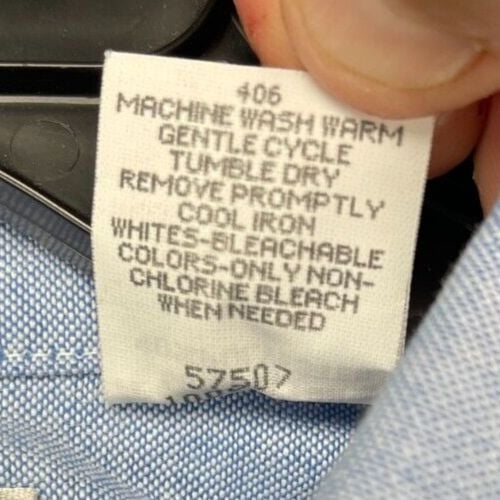 406
MACHINE WASH WARM
GENTLE CYCLE
TUMBLE DRY
REMOVE PROMPTLY
COOL IRON
WHITES-BLEACHABLE
COLORS-ONLY NON-
CHLORINE BLEACH
WHEN NEEDED
57507